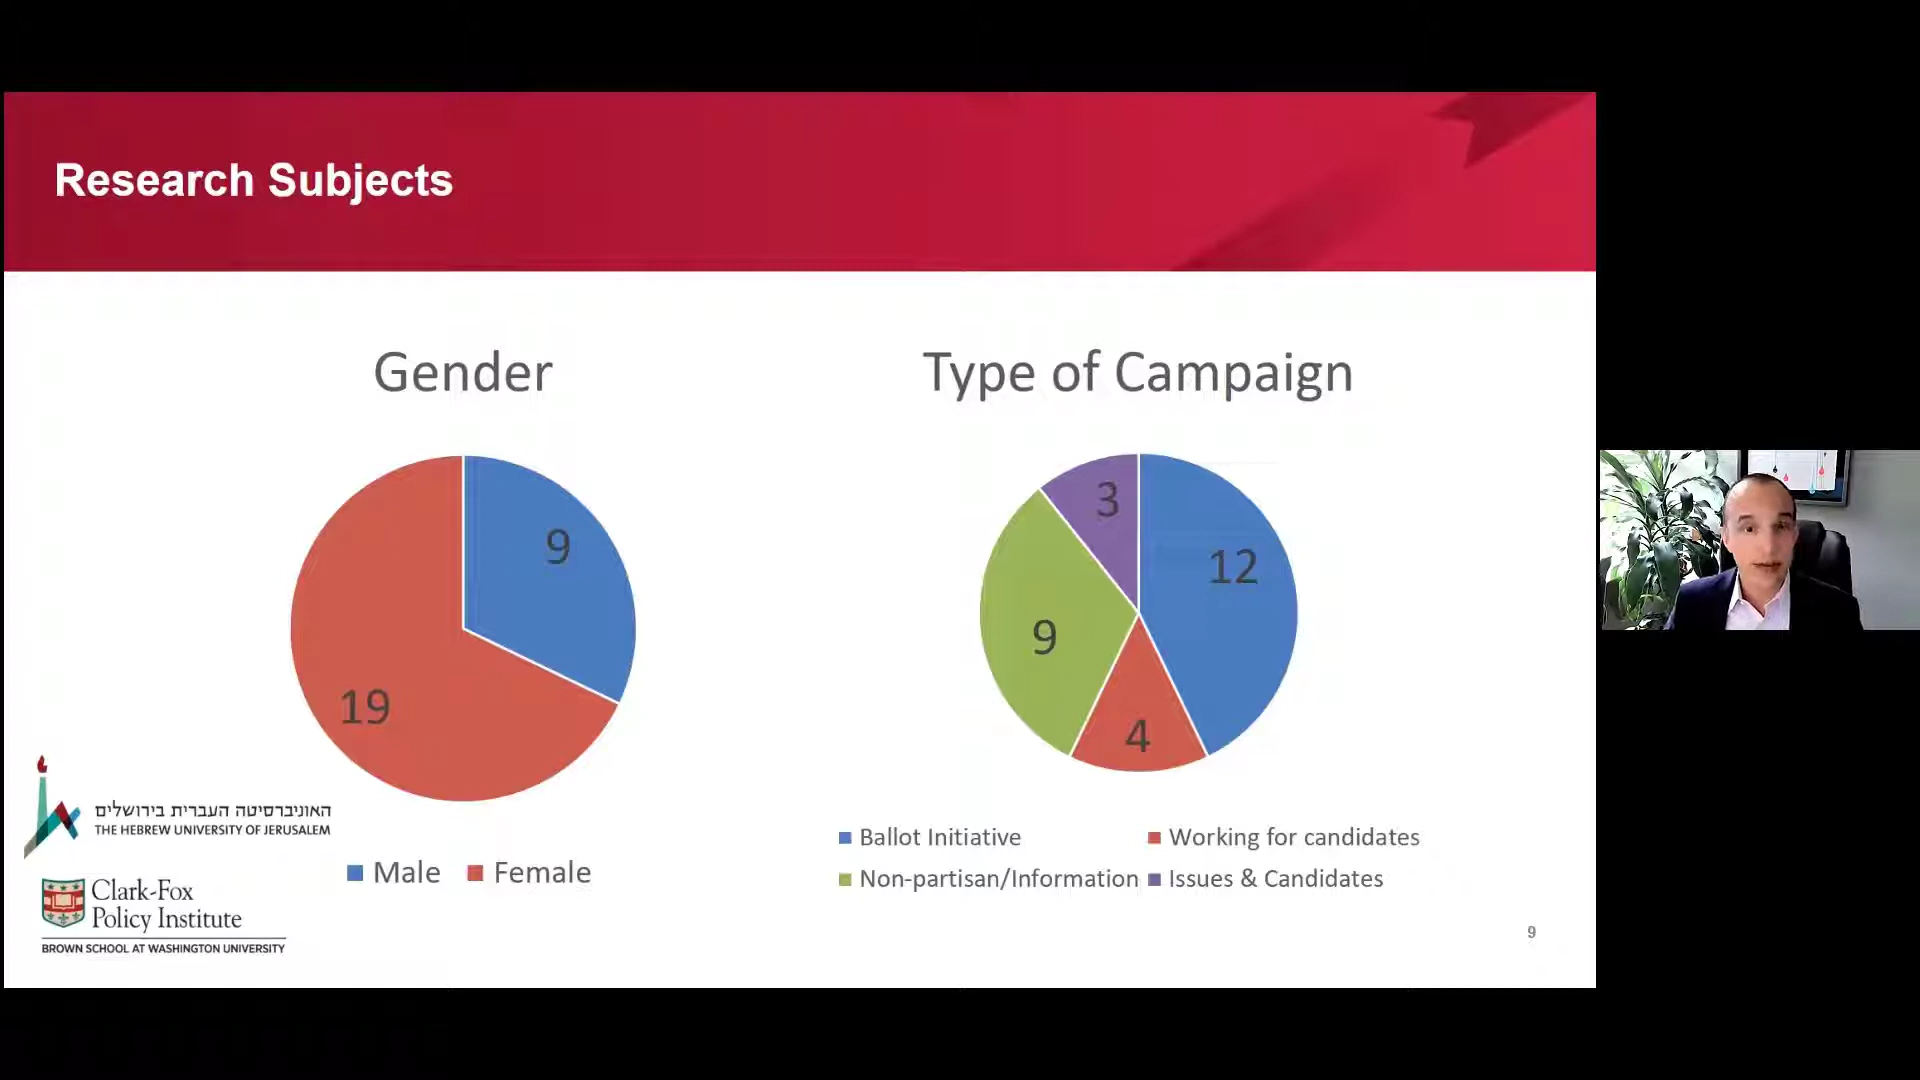 Research Subjects
Gender
9
19
Male
Female
Type of Campaign
3
12
9
4
Ballot Initiative
Working for candidates
Non-partisan/Information
Issues & Candidates
האוניברסיטה העברית בירושלים
THE HEBREW UNIVERSITY OF JERUSALEM
Clark-Fox
Policy Institute
BROWN SCHOOL AT WASHINGTON UNIVERSITY
9